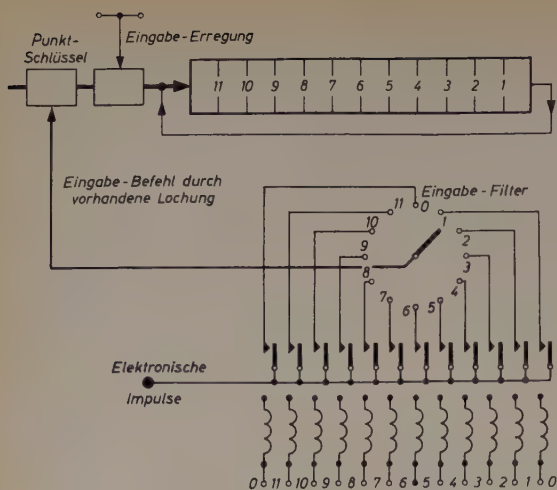 Punkt-
Schlüssel
Eingabe-Erregung
11 10 9 8 7 6 5 4 3 2 1
Eingabe-Befehl durch
vorhandene Lochung
Eingabe-Filter
0
11
1
10
2
9
3
8
4
7
5
6
Elektronische
Impulse
0 11 10 9 8 7 6 5 4 3 2 1 0